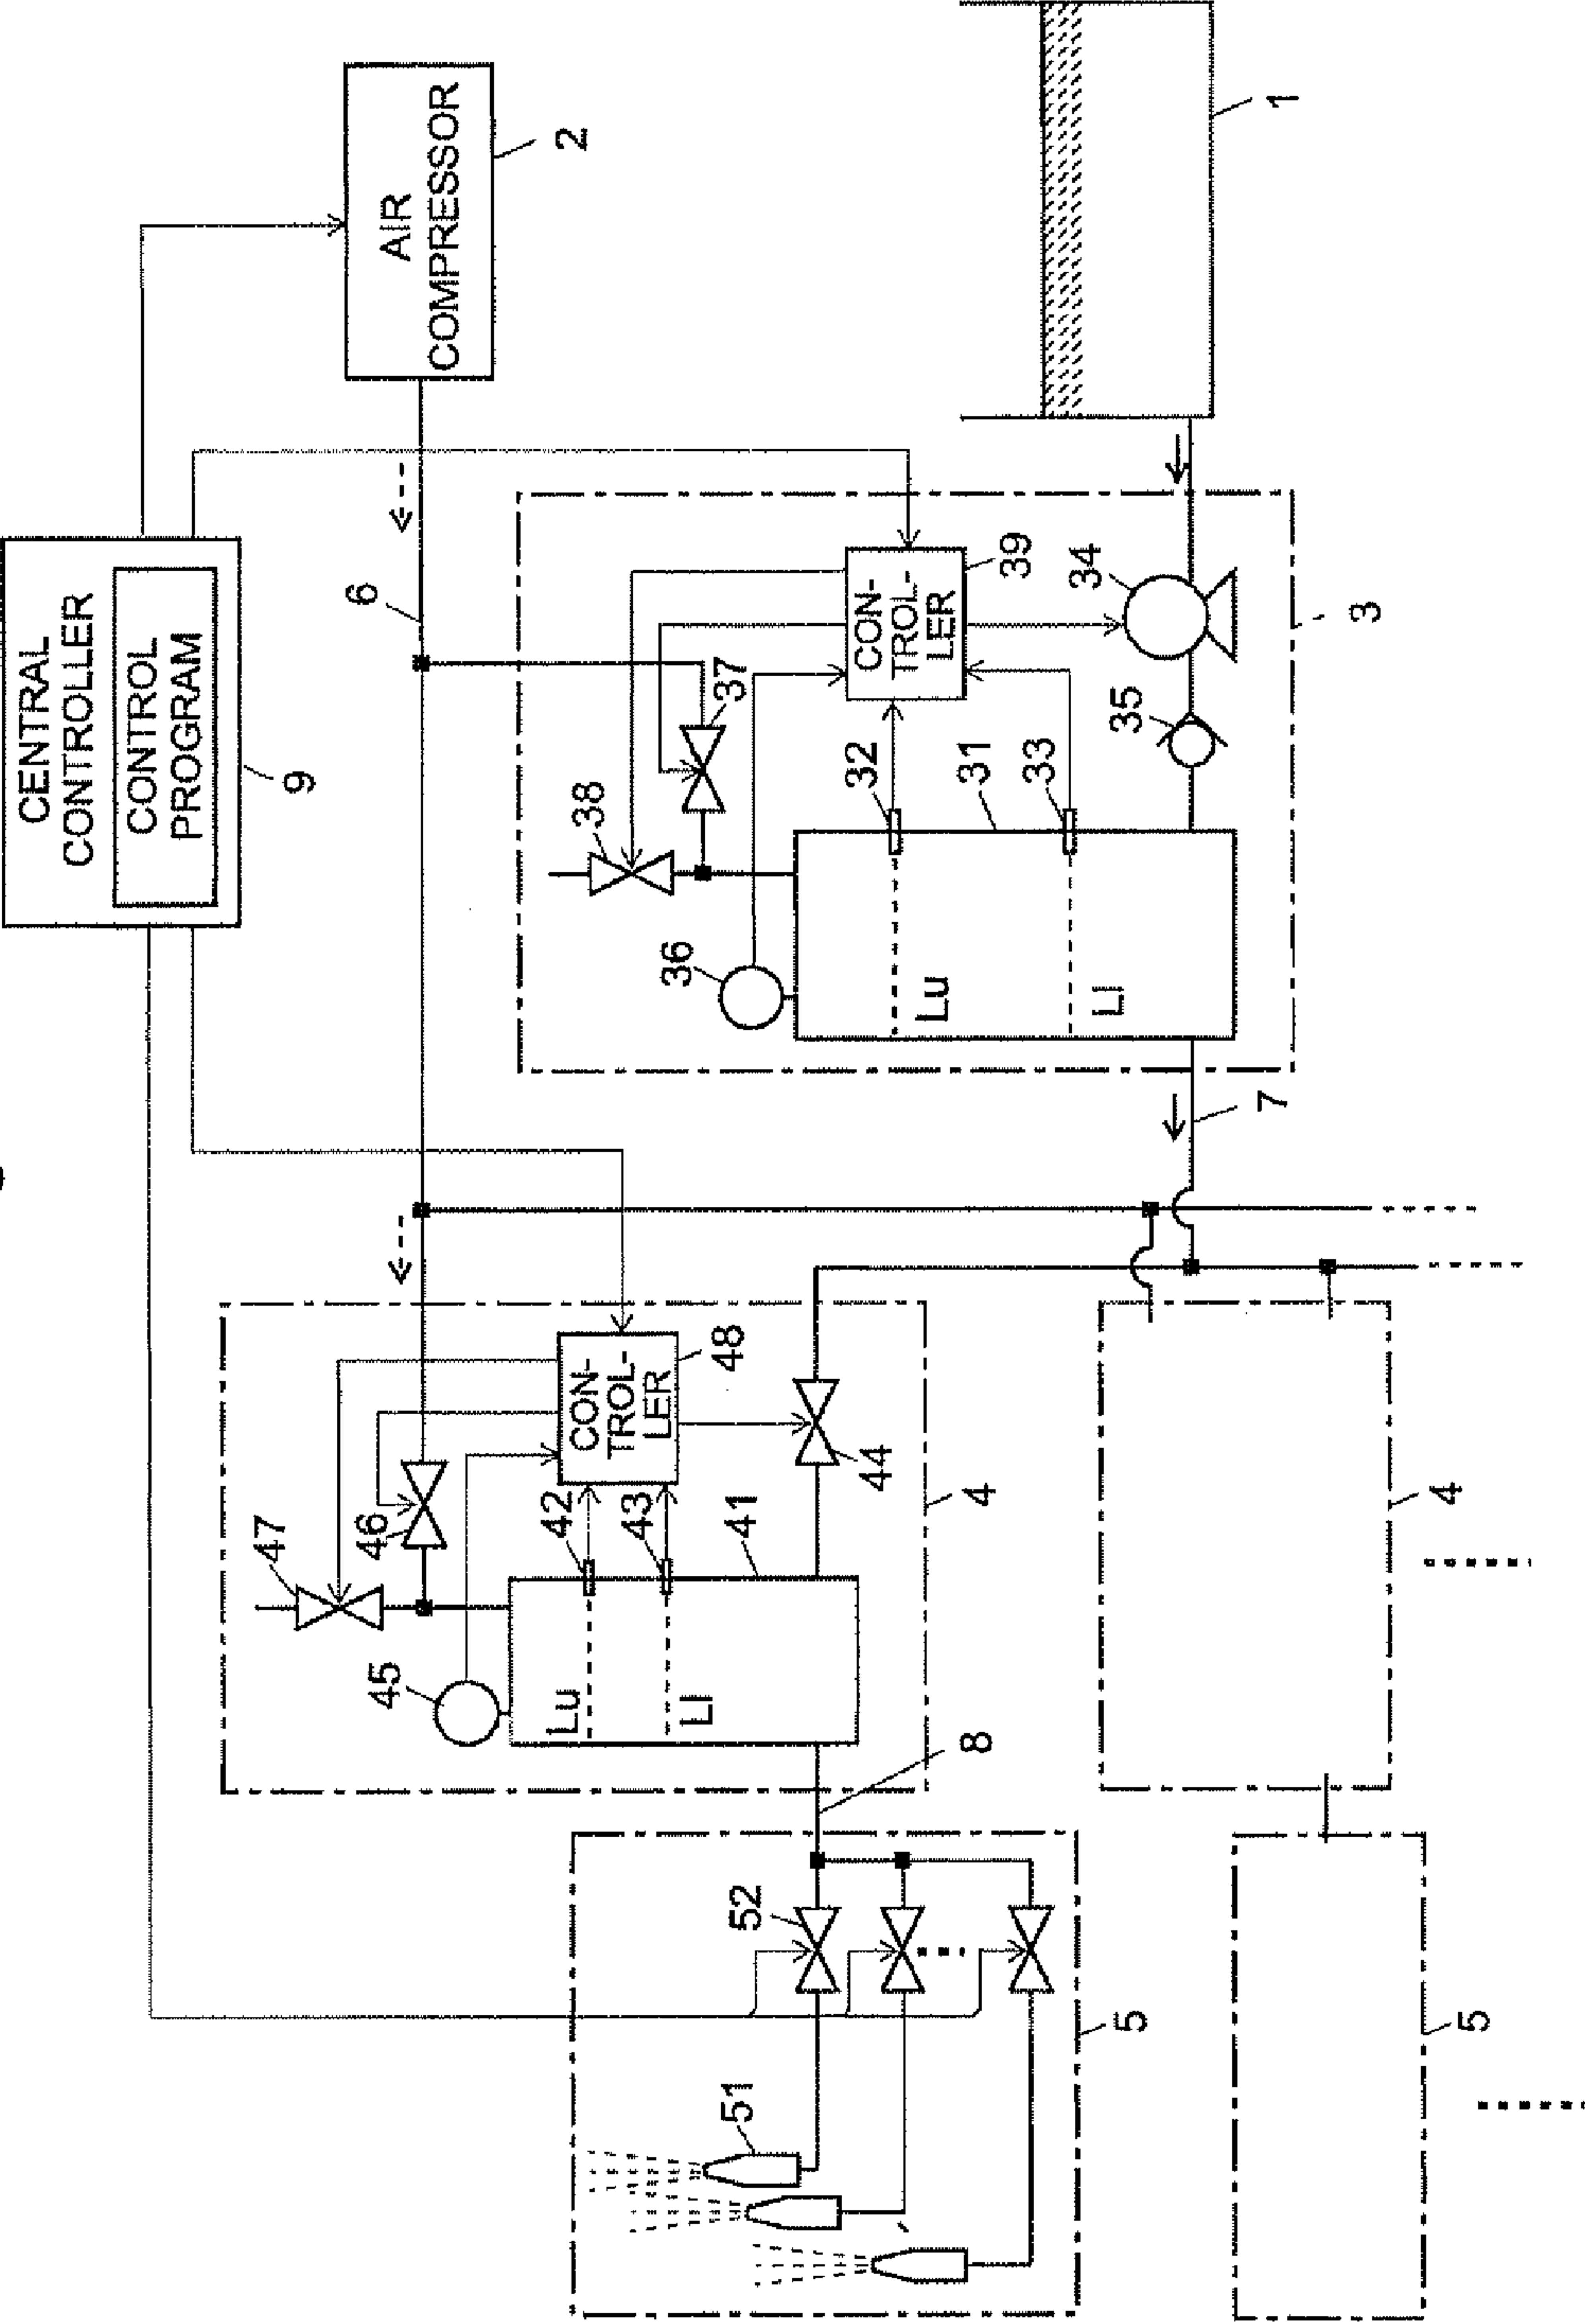 CENTRAL
CONTROLLER
CONTROL
PROGRAM
9
AIR
COMPRESSOR
2
6
1
3
CON-
TROL-
LER
39
34
35
37
38
36
32
31
33
Lu
Ll
7
4
CON-
TROL-
LER
48
47
46
45
42
43
41
44
Lu
Ll
8
4
52
51
5
5